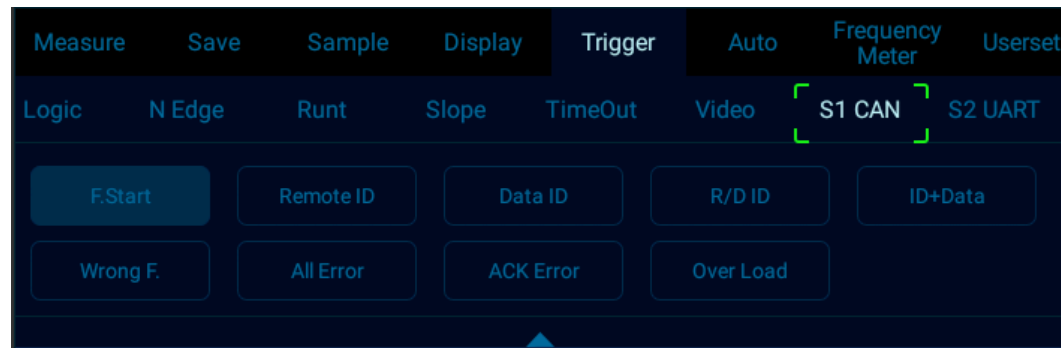 Measure Save Sample Display Trigger Auto Frequency Meter Userset
Logic N Edge Runt Slope TimeOut Video S1 CAN S2 UART
F.Start Remote ID Data ID R/D ID ID+Data
Wrong F. All Error ACK Error Over Load